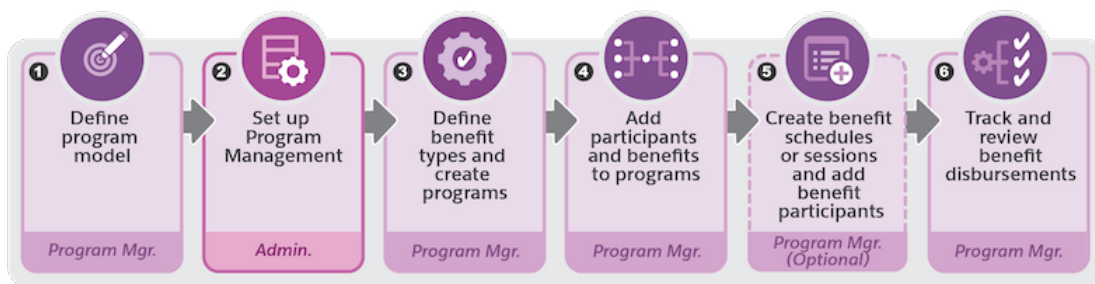 1
Define
program
model
Program Mgr.
2
Set up
Program
Management
Admin.
3
Define
benefit
types and
create
programs
Program Mgr.
4
Add
participants
and benefits
to programs
Program Mgr.
5
Create benefit
schedules
or sessions
and add
benefit
participants
Program Mgr.
(Optional)
6
Track and
review
benefit
disbursements
Program Mgr.